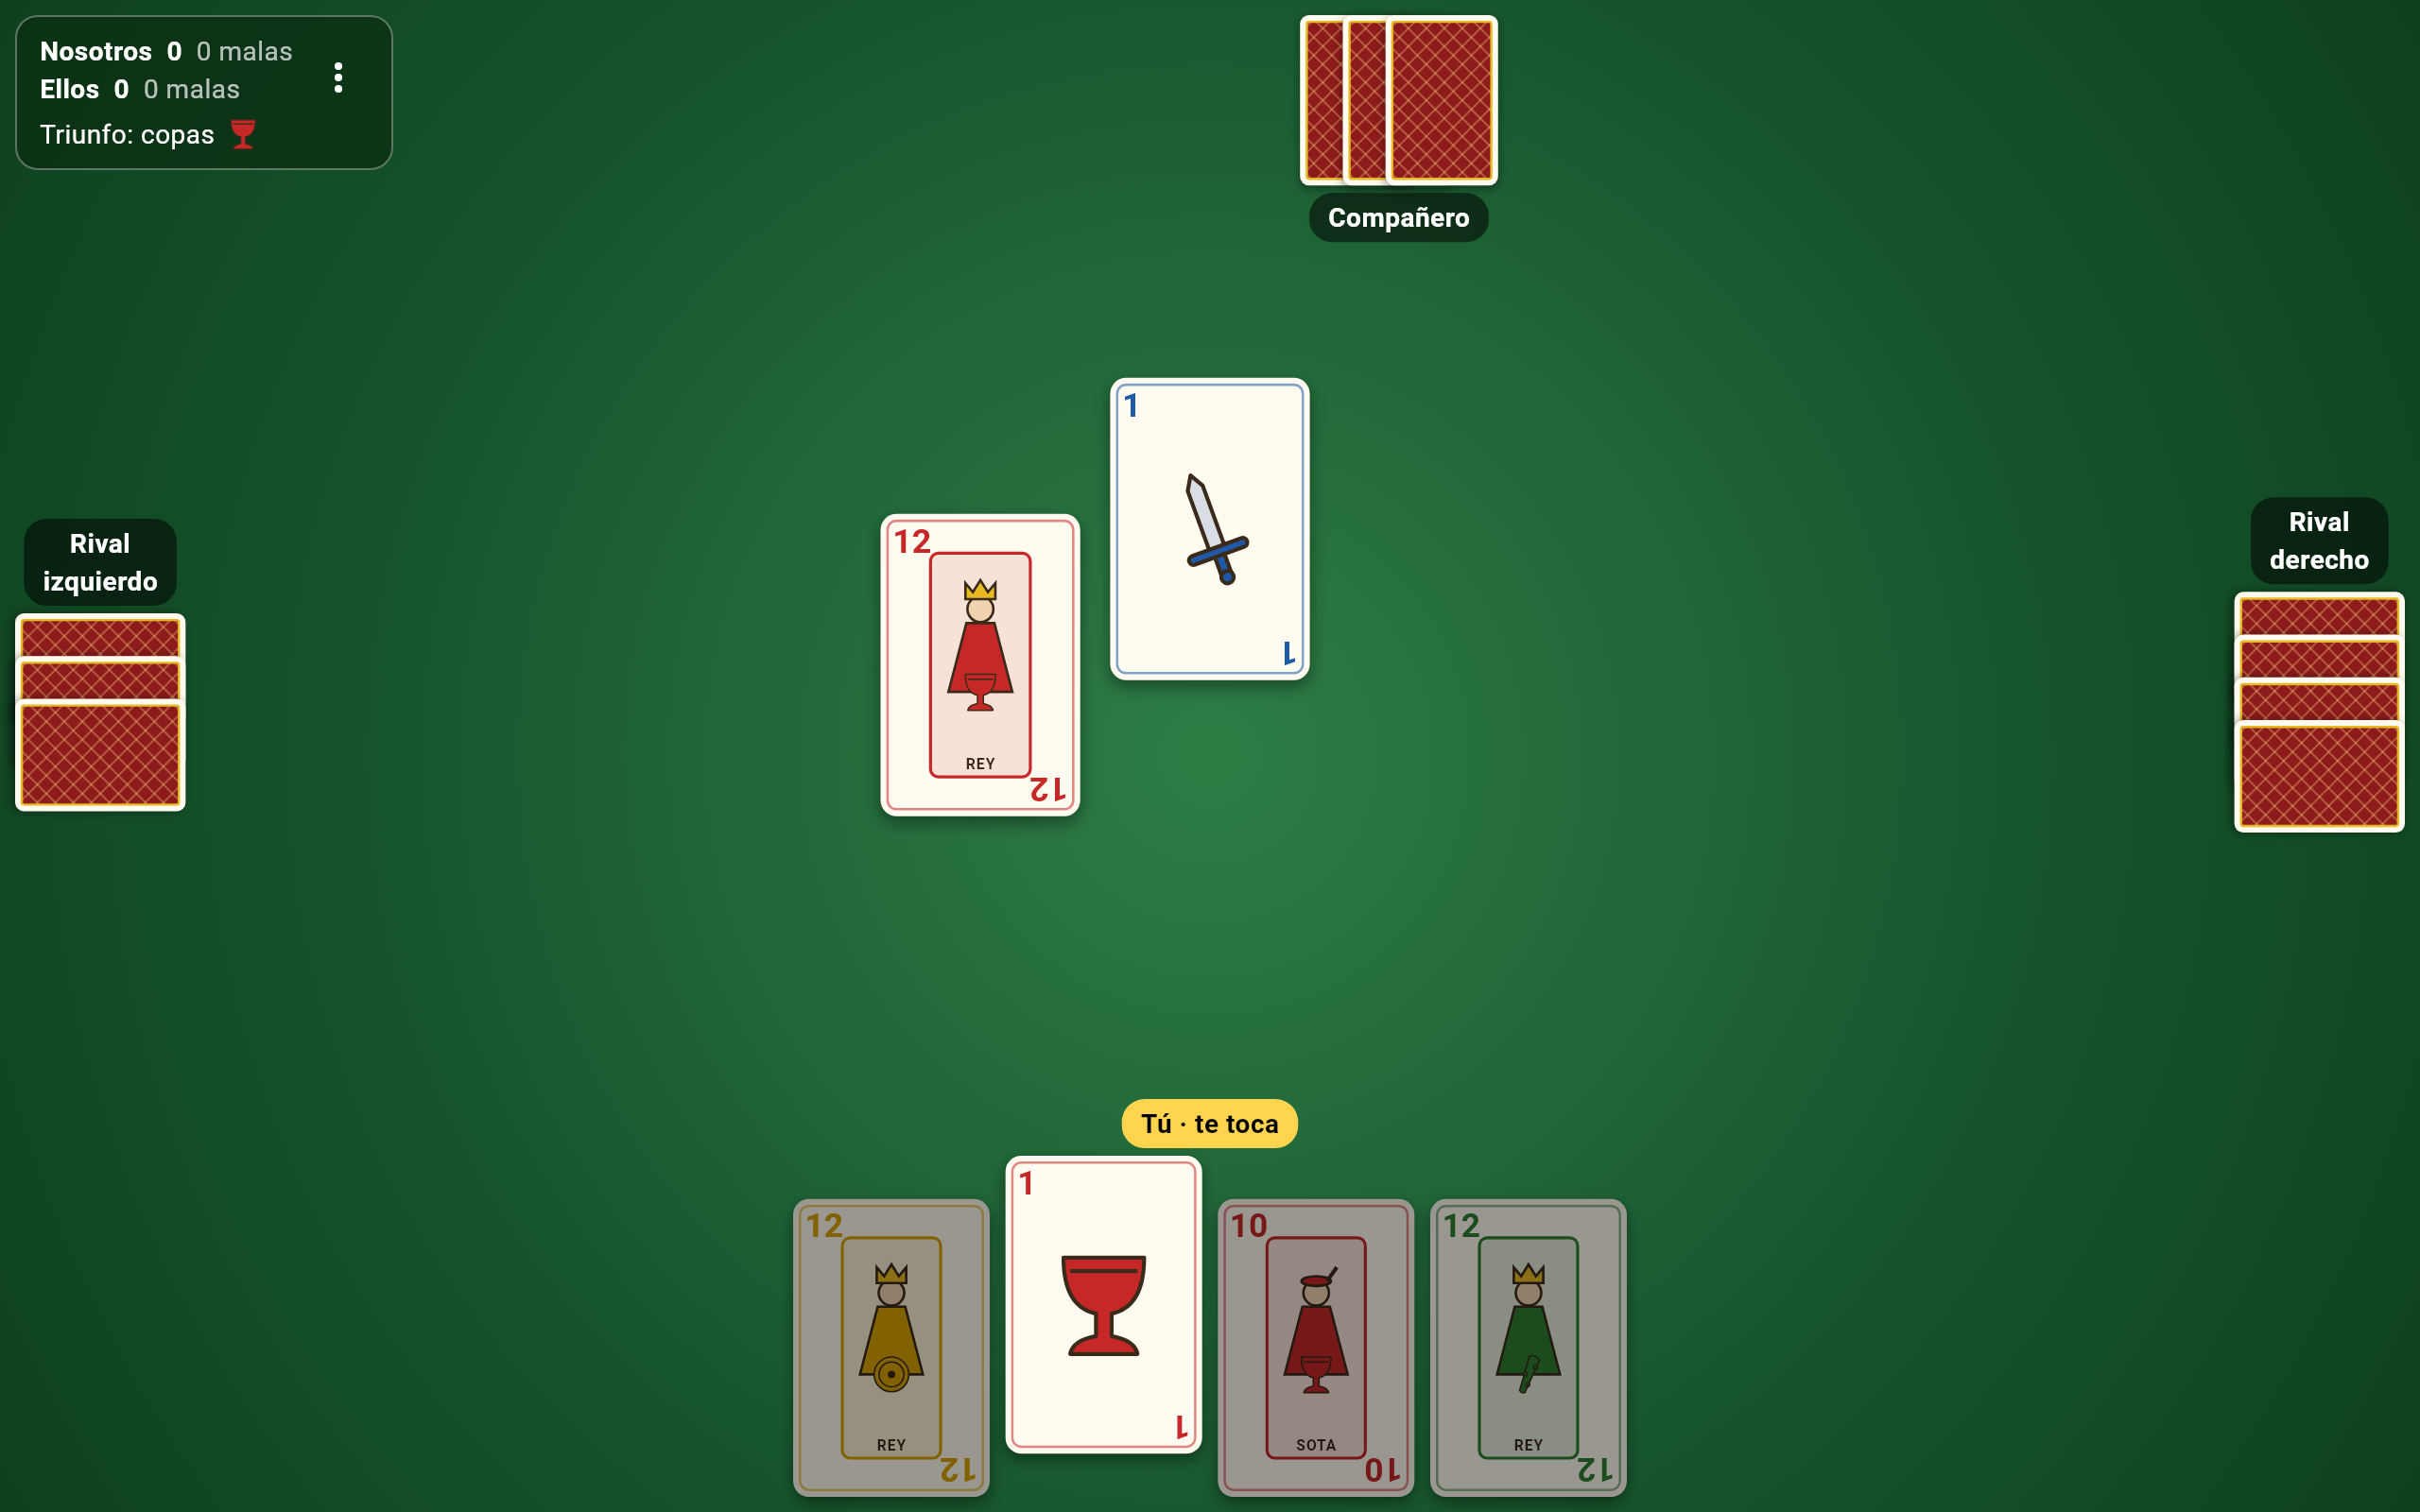 Nosotros 0 0 malas
Ellos 0 0 malas
Triunfo: copas
Compañero
1
1
Rival
izquierdo
12
REY
12
Rival
derecho
Tú · te toca
12
REY
12
1
1
10
SOTA
10
12
REY
12